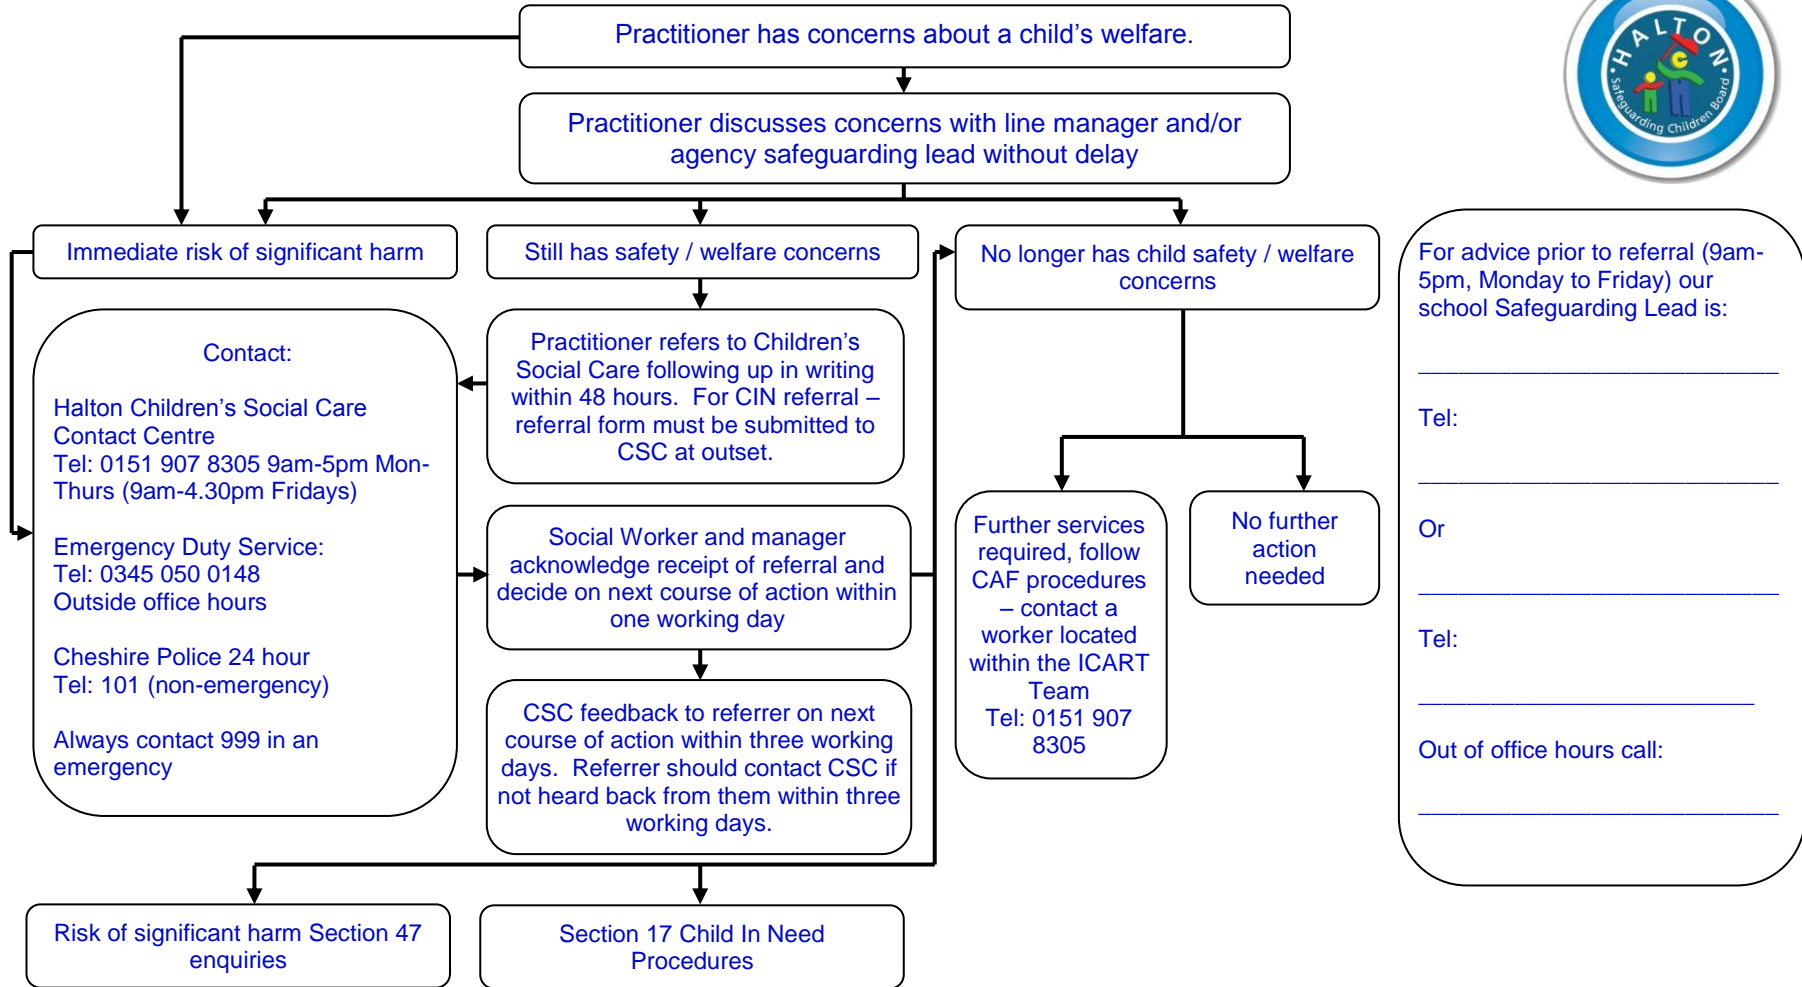 Practitioner has concerns about a child's welfare.
HALTON
Safeguarding Children Board
Practitioner discusses concerns with line manager and/or
agency safeguarding lead without delay
Immediate risk of significant harm
Still has safety / welfare concerns
No longer has child safety / welfare
concerns
Contact:
Halton Children's Social Care
Contact Centre
Tel: 0151 907 8305 9am-5pm Mon-
Thurs (9am-4.30pm Fridays)
Emergency Duty Service:
Tel: 0345 050 0148
Outside office hours
Cheshire Police 24 hour
Tel: 101 (non-emergency)
Always contact 999 in an
emergency
Practitioner refers to Children's
Social Care following up in writing
within 48 hours.  For CIN referral –
referral form must be submitted to
CSC at outset.
Social Worker and manager
acknowledge receipt of referral and
decide on next course of action within
one working day
CSC feedback to referrer on next
course of action within three working
days.  Referrer should contact CSC if
not heard back from them within three
working days.
Further services
required, follow
CAF procedures
– contact a
worker located
within the ICART
Team
Tel: 0151 907
8305
No further
action
needed
For advice prior to referral (9am-
5pm, Monday to Friday) our
school Safeguarding Lead is:
______________________________
Tel:
______________________________
Or
______________________________
Tel:
____________________________
Out of office hours call:
______________________________
Risk of significant harm Section 47
enquiries
Section 17 Child In Need
Procedures